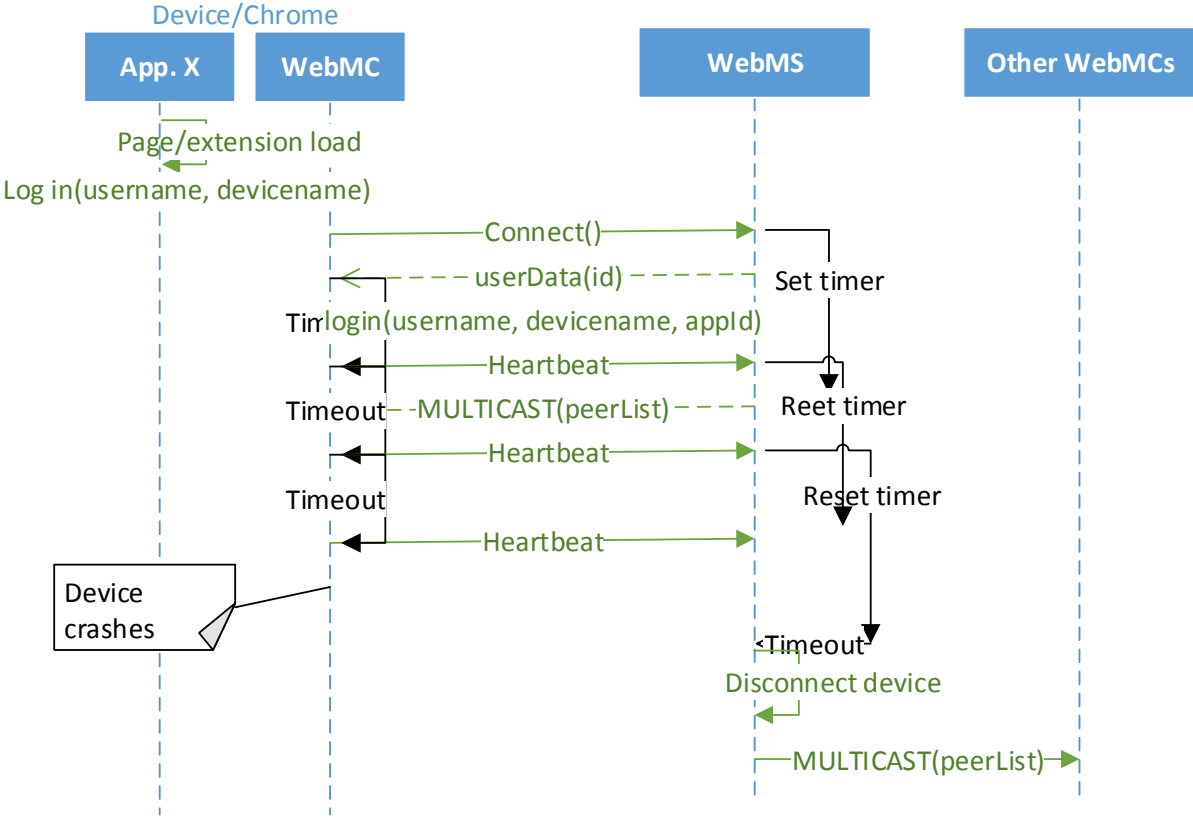 Device/Chrome
App. X
WebMC
WebMS
Other WebMCs
Page/extension load
Log in(username, devicename)
Connect()
userData(id)
Set timer
Tim
login(username, devicename, appId)
Heartbeat
Timeout
MULTICAST(peerList)
Reet timer
Heartbeat
Timeout
Reset timer
Heartbeat
Device
crashes
Timeout
Disconnect device
MULTICAST(peerList)